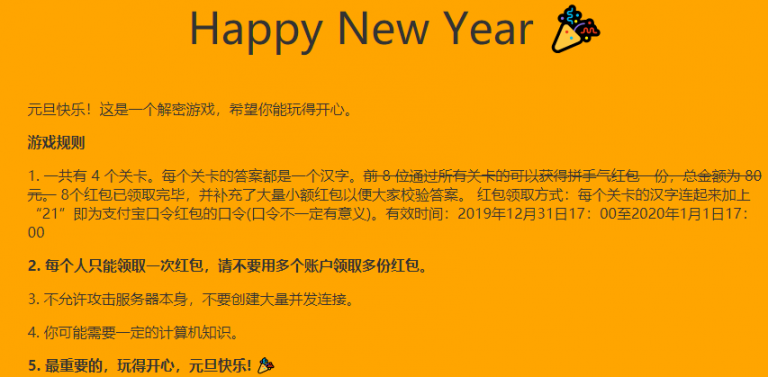 Happy New Year 🎉
元旦快乐！这是一个解密游戏，希望你能玩得开心。
游戏规则
1. 一共有 4 个关卡。每个关卡的答案都是一个汉字。前 8 位通过所有关卡的可以获得拼手气红包一份，总金额为 80
元。 8个红包已领取完毕，并补充了大量小额红包以便大家校验答案。 红包领取方式：每个关卡的汉字连起来加上
“21”即为支付宝口令红包的口令(口令不一定有意义)。有效时间：2019年12月31日17：00至2020年1月1日17：
00
2. 每个人只能领取一次红包，请不要用多个账户领取多份红包。
3. 不允许攻击服务器本身，不要创建大量并发连接。
4. 你可能需要一定的计算机知识。
5. 最重要的，玩得开心，元旦快乐! 🎉